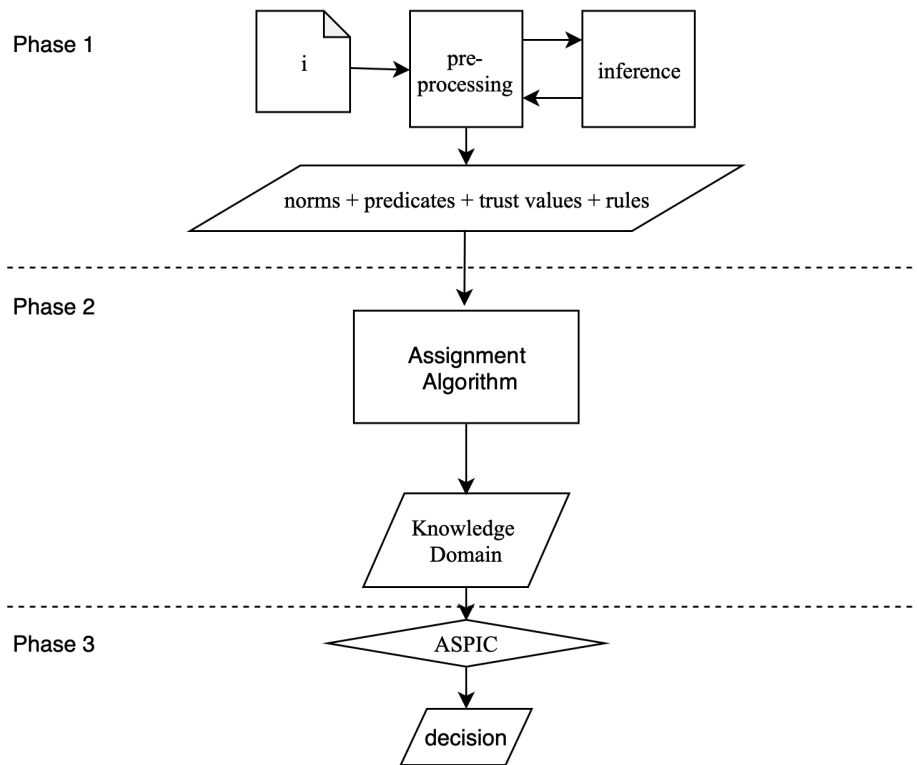 Phase 1
i
pre-
processing
inference
norms + predicates + trust values + rules
Phase 2
Assignment
Algorithm
Knowledge
Domain
Phase 3
ASPIC
decision